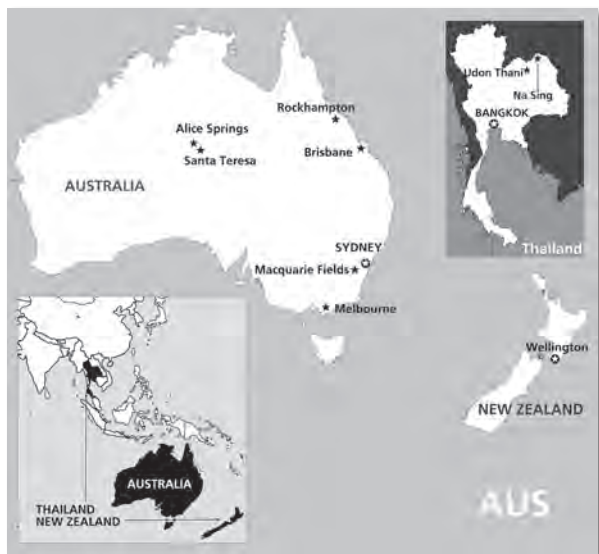 Udon Thani
Na Sing
BANGKOK
Thailand
Rockhampton
Alice Springs
Santa Teresa
Brisbane
AUSTRALIA
SYDNEY
Macquarie Fields
Melbourne
Wellington
NEW ZEALAND
AUSTRALIA
THAILAND
NEW ZEALAND
AUS